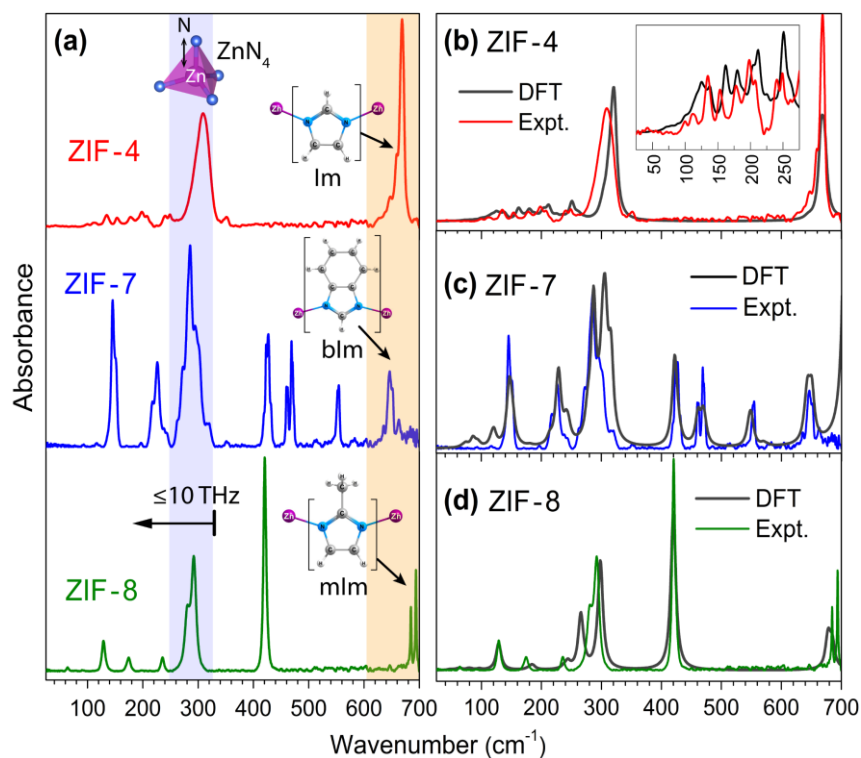 (a)
N
Zn
ZnN4
ZIF-4
Im
ZIF-7
bIm
≤10 THz
ZIF-8
mIm
Zn Zn
Zn Zn
Zn Zn
Absorbance
100 200 300 400 500 600 700
(b) ZIF-4
DFT
Expt.
50 100 150 200 250
(c) ZIF-7
DFT
Expt.
(d) ZIF-8
DFT
Expt.
100 200 300 400 500 600 700
Wavenumber (cm⁻¹)